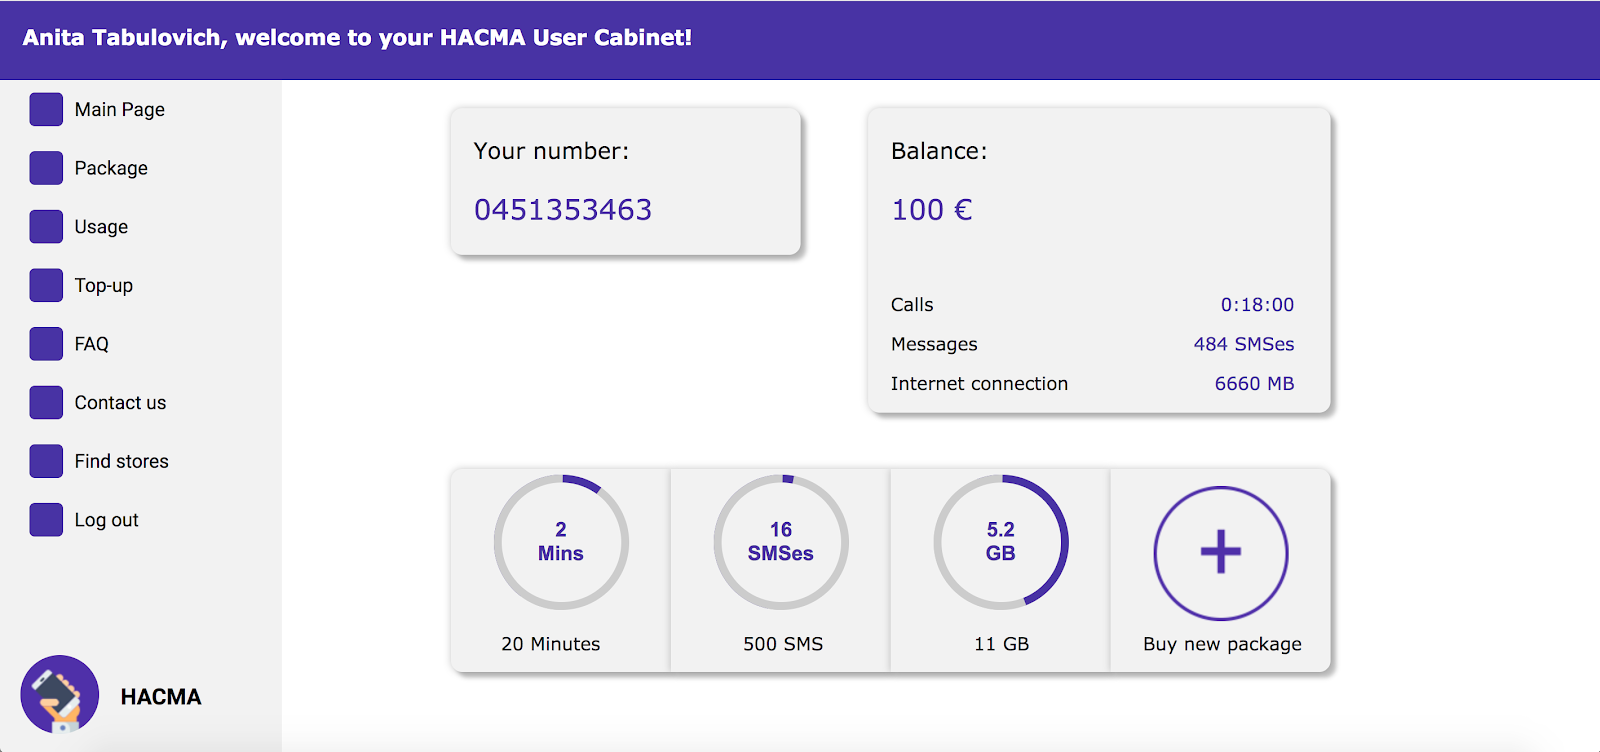 Anita Tabulovich, welcome to your HACMA User Cabinet!
Main Page
Package
Usage
Top-up
FAQ
Contact us
Find stores
Log out
HACMA
Your number:
0451353463
Balance:
100 €
Calls 0:18:00
Messages 484 SMSes
Internet connection 6660 MB
2
Mins
20 Minutes
16
SMSes
500 SMS
5.2
GB
11 GB
+
Buy new package